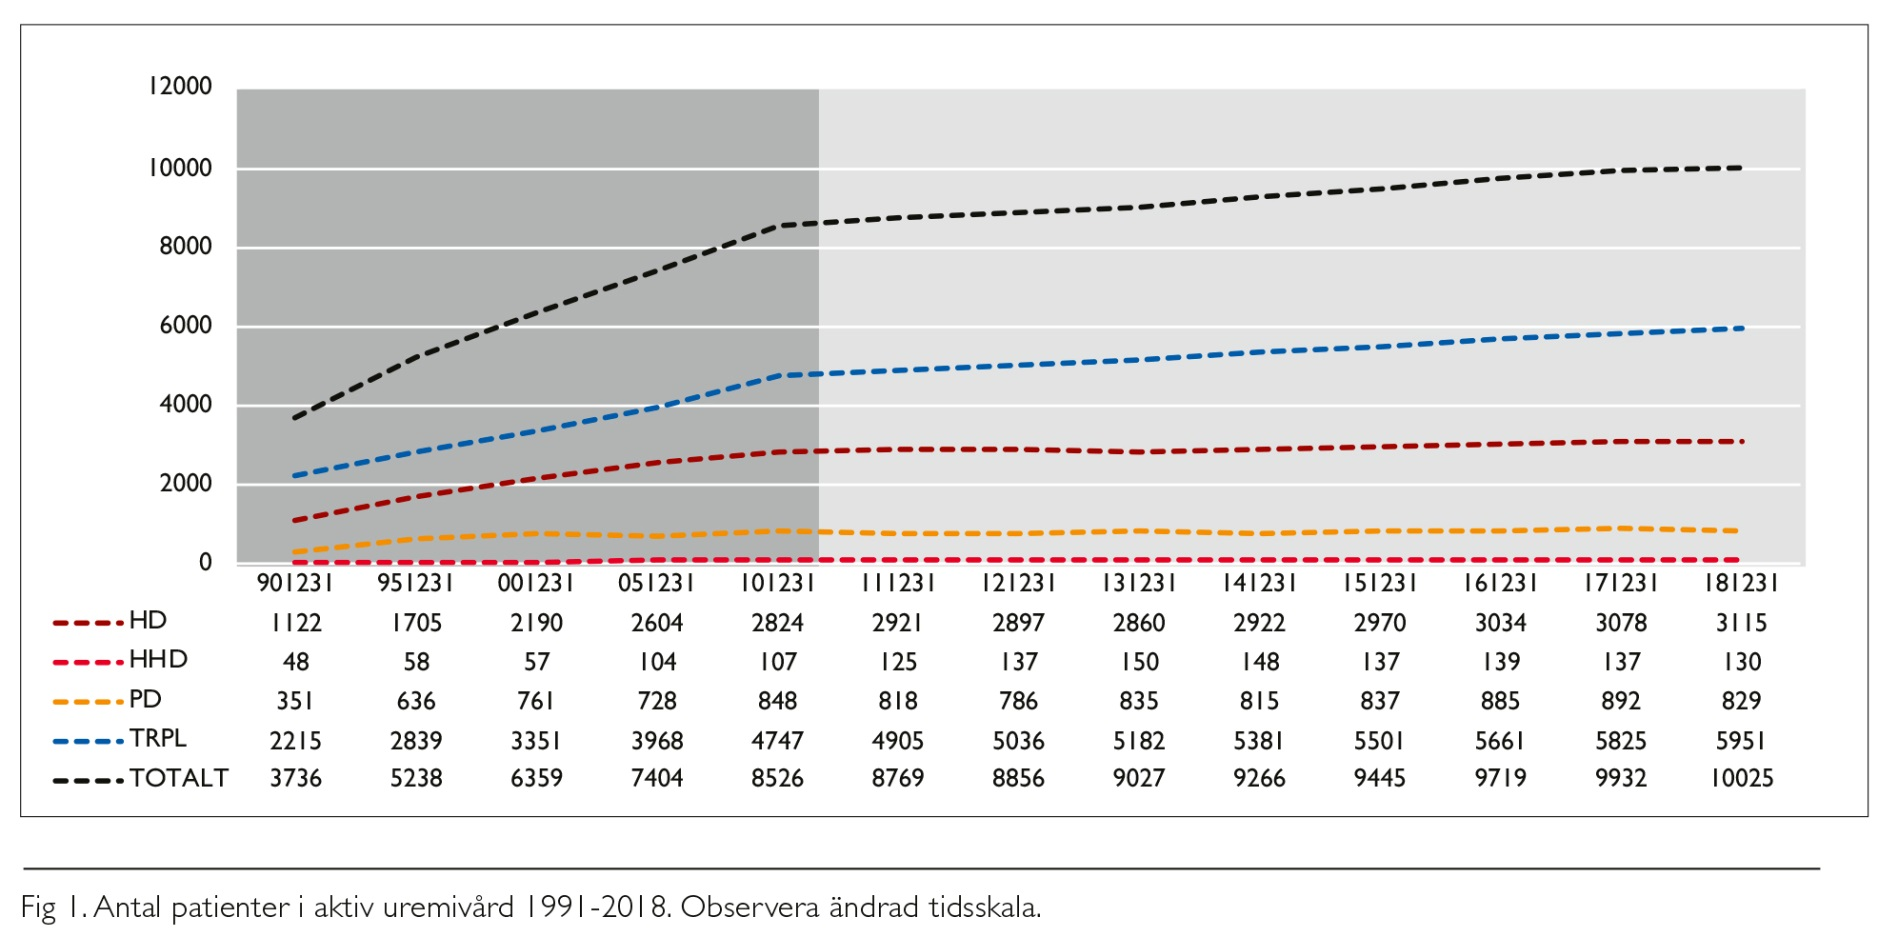 12000
10000
8000
6000
4000
2000
0
901231 951231 001231 051231 101231 111231 121231 131231 141231 151231 161231 171231 181231
HD 1122 1705 2190 2604 2824 2921 2897 2860 2922 2970 3034 3078 3115
HHD 48 58 57 104 107 125 137 150 148 137 139 137 130
PD 351 636 761 728 848 818 786 835 815 837 885 892 829
TRPL 2215 2839 3351 3968 4747 4905 5036 5182 5381 5501 5661 5825 5951
TOTALT 3736 5238 6359 7404 8526 8769 8856 9027 9266 9445 9719 9932 10025
Fig 1. Antal patienter i aktiv uremivård 1991-2018. Observera ändrad tidsskala.